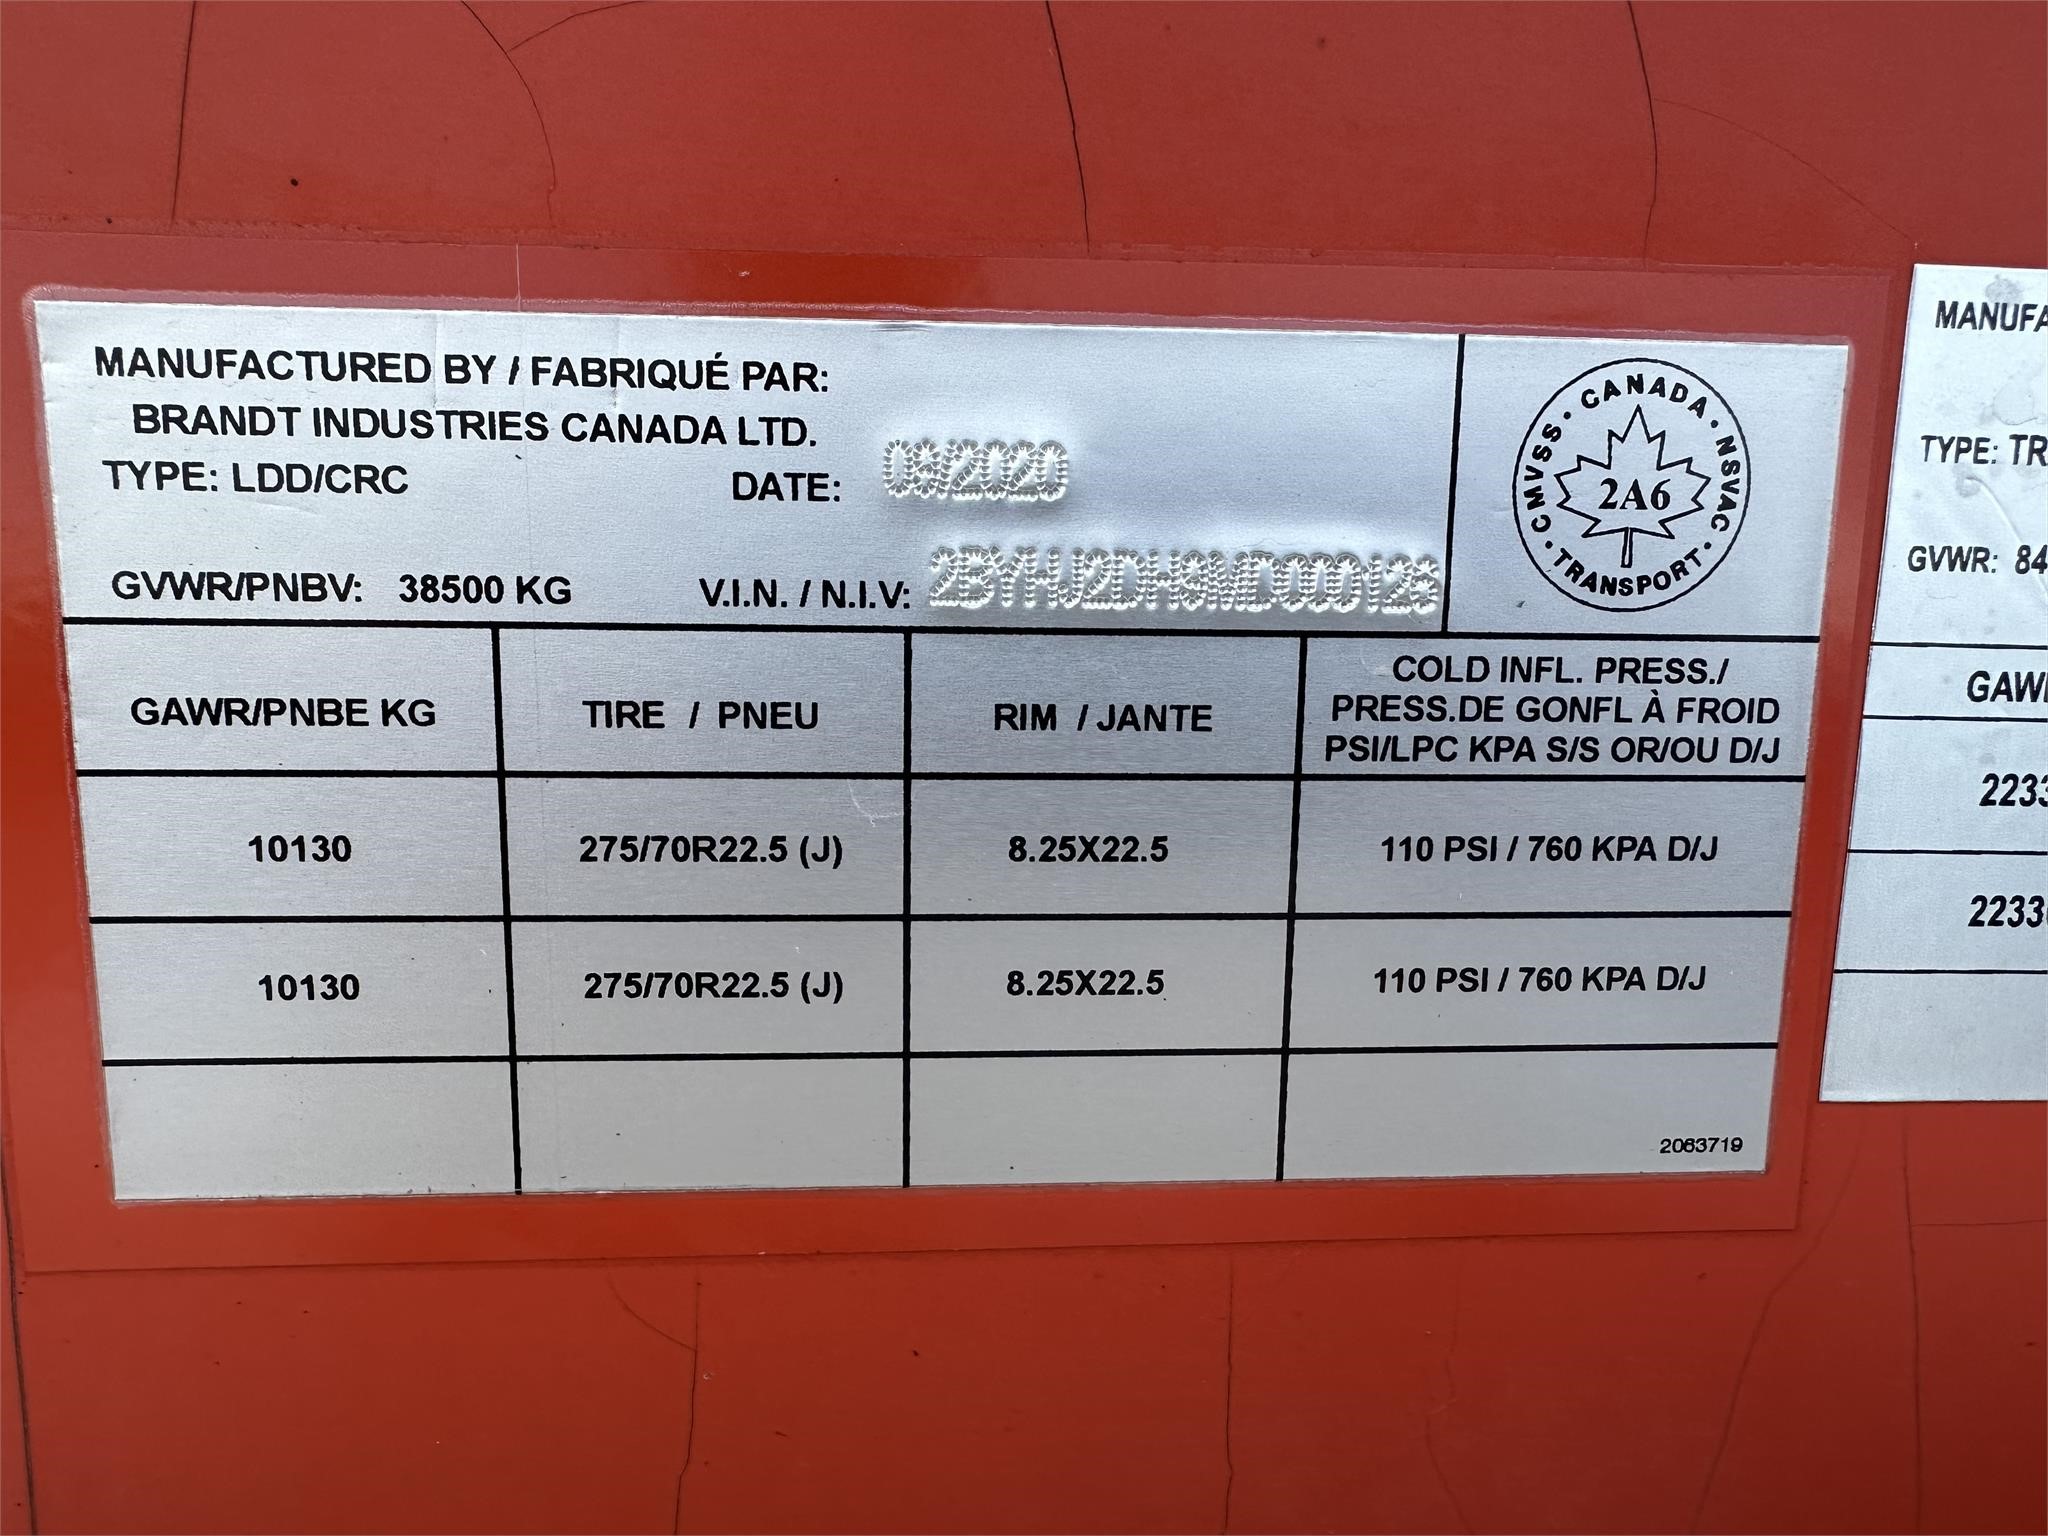 MANUFACTURED BY / FABRIQUÉ PAR:
BRANDT INDUSTRIES CANADA LTD.
TYPE: LDD/CRC DATE: 09/2020
GVWR/PNBV: 38500 KG V.I.N. / N.I.V:
CANADA · NSVAC · TRANSPORT · CMVSS ·
2A6
GAWR/PNBE KG TIRE / PNEU RIM / JANTE COLD INFL. PRESS./
PRESS.DE GONFL À FROID
PSI/LPC KPA S/S OR/OU D/J
10130 275/70R22.5 (J) 8.25X22.5 110 PSI / 760 KPA D/J
10130 275/70R22.5 (J) 8.25X22.5 110 PSI / 760 KPA D/J
2063719
MANUFA
TYPE: TR
GVWR: 84
GAW
2233
2233